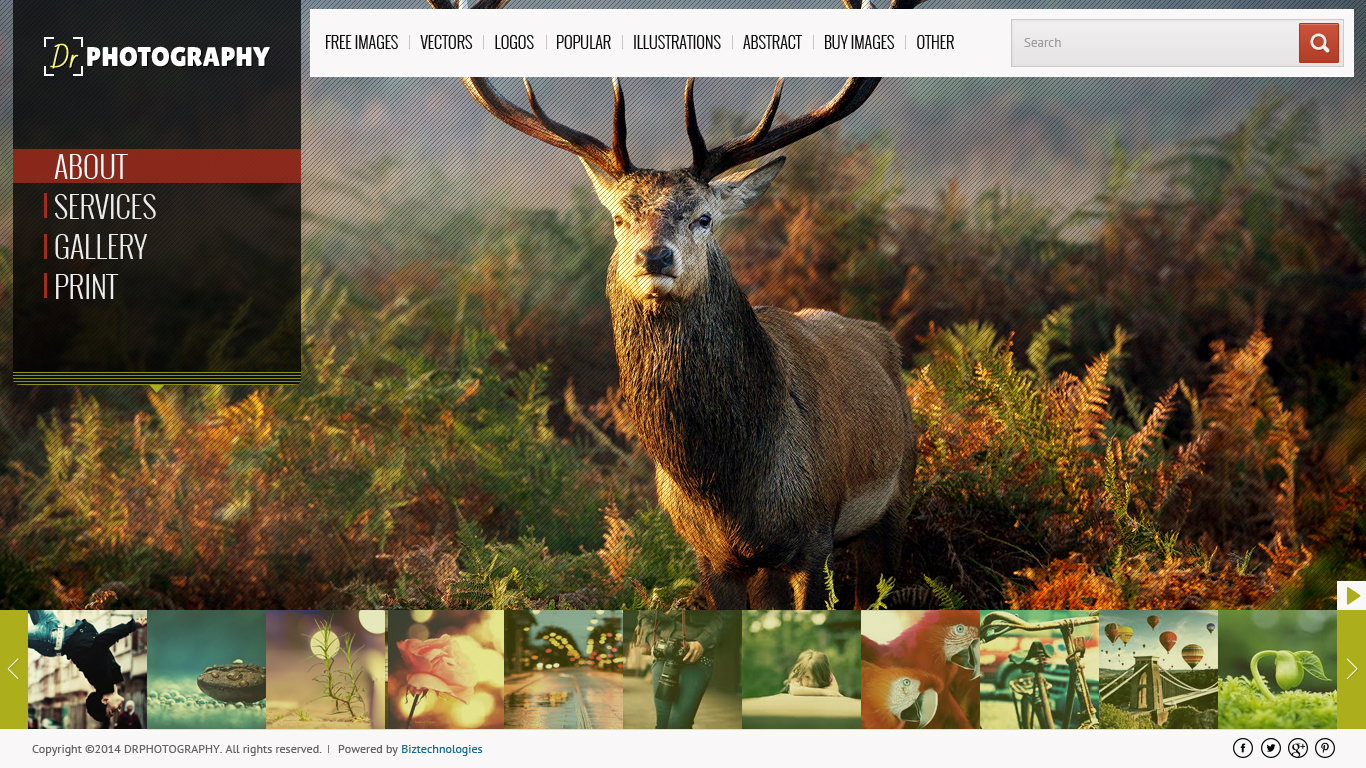 Dr PHOTOGRAPHY
FREE IMAGES VECTORS LOGOS POPULAR ILLUSTRATIONS ABSTRACT BUY IMAGES OTHER
Search
ABOUT
SERVICES
GALLERY
PRINT
Copyright ©2014 DRPHOTOGRAPHY. All rights reserved. | Powered by Biztechnologies